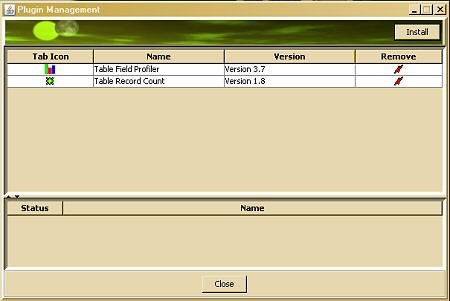 Plugin Management
Install
Tab Icon Name Version Remove
Table Field Profiler Version 3.7
Table Record Count Version 1.8
Status Name
Close